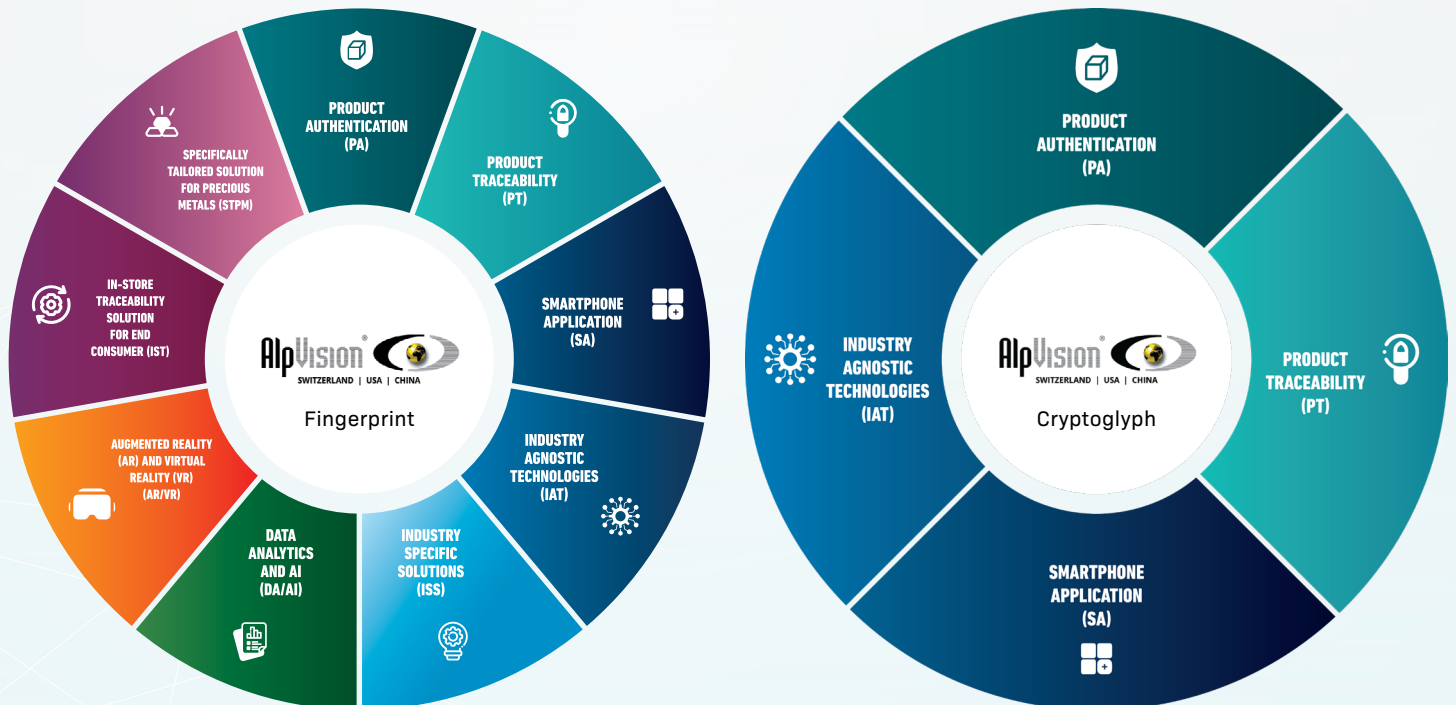 PRODUCT
AUTHENTICATION
(PA)
PRODUCT
TRACEABILITY
(PT)
SMARTPHONE
APPLICATION
(SA)
INDUSTRY
AGNOSTIC
TECHNOLOGIES
(IAT)
INDUSTRY
SPECIFIC
SOLUTIONS
(ISS)
DATA
ANALYTICS
AND AI
(DA/AI)
AUGMENTED REALITY
(AR) AND VIRTUAL
REALITY (VR)
(AR/VR)
IN-STORE
TRACEABILITY
SOLUTION
FOR END
CONSUMER (IST)
SPECIFICALLY
TAILORED SOLUTION
FOR PRECIOUS
METALS (STPM)
AlpVision®
SWITZERLAND | USA | CHINA
Fingerprint
PRODUCT
AUTHENTICATION
(PA)
PRODUCT
TRACEABILITY
(PT)
SMARTPHONE
APPLICATION
(SA)
INDUSTRY
AGNOSTIC
TECHNOLOGIES
(IAT)
AlpVision®
SWITZERLAND | USA | CHINA
Cryptoglyph